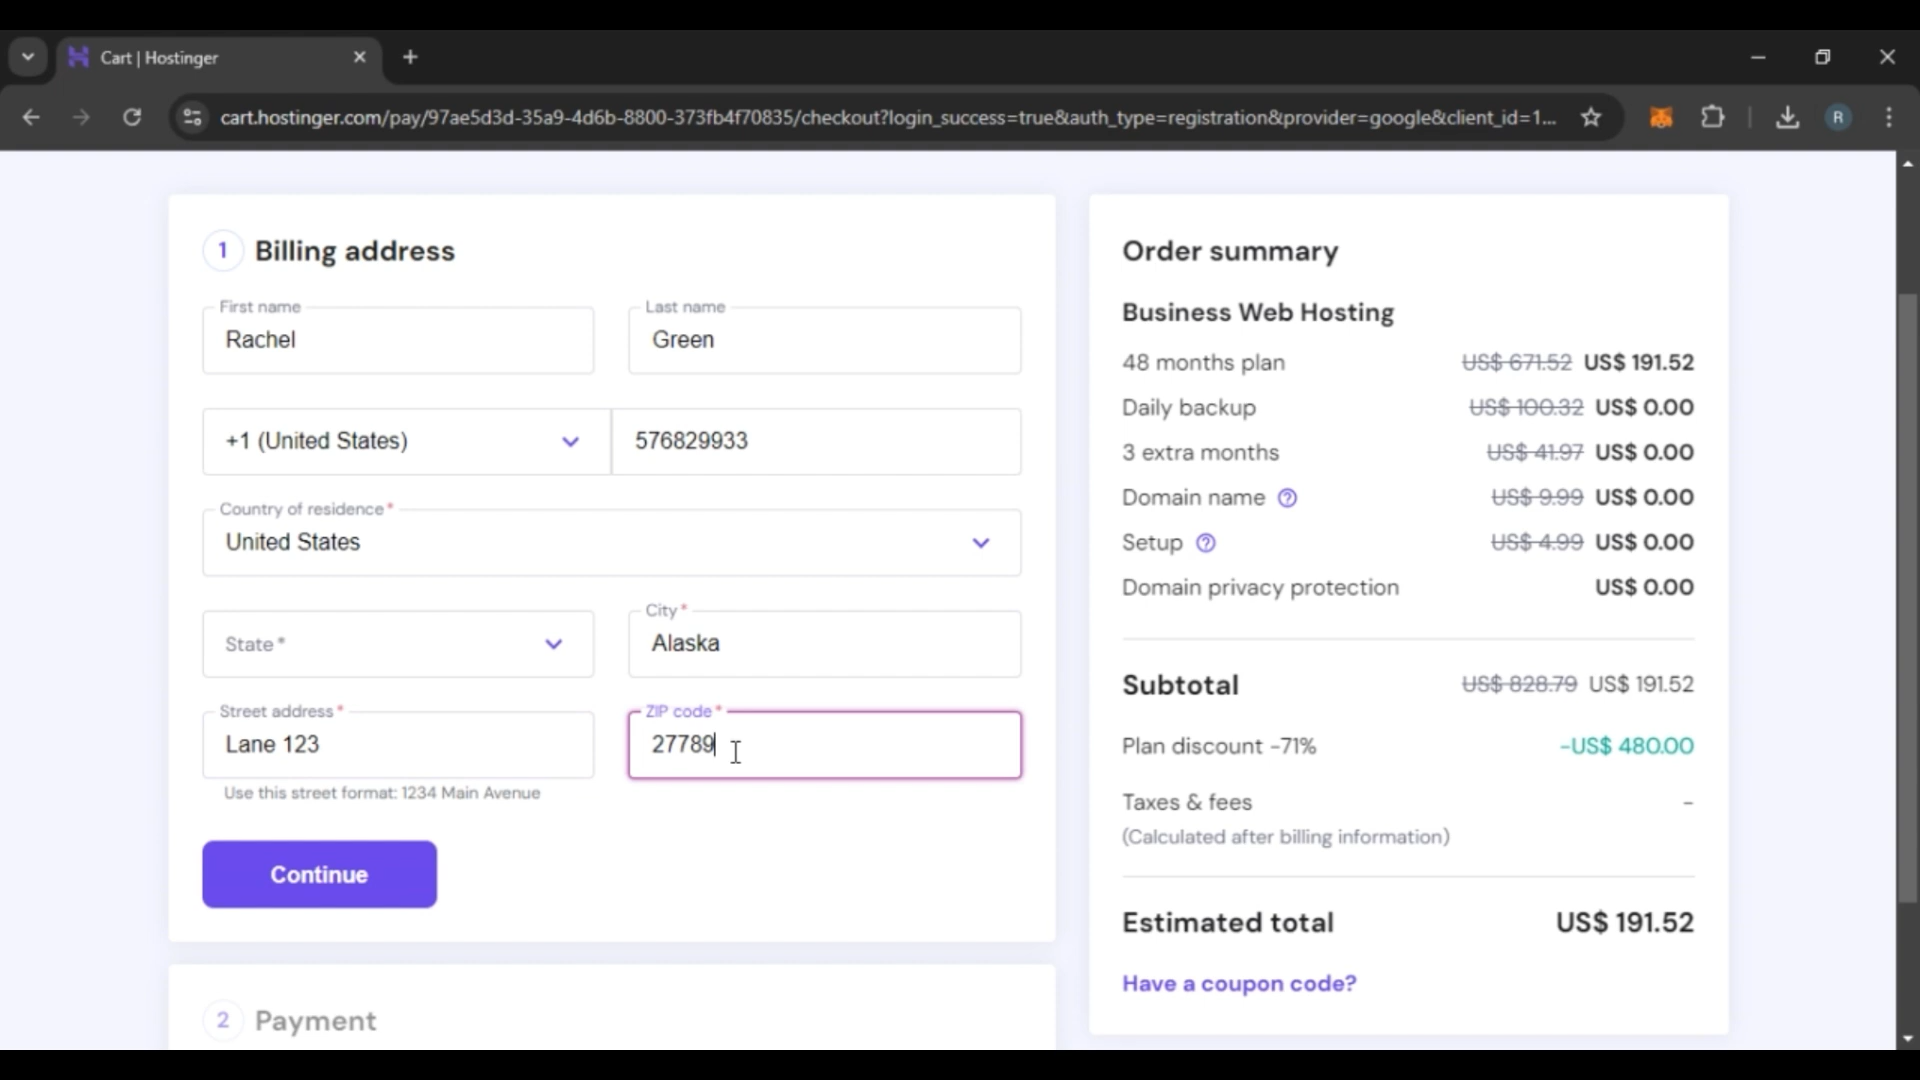 Cart | Hostinger
cart.hostinger.com/pay/97ae5d3d-35a9-4d6b-8800-373fb4f70835/checkout?login_success=true&auth_type=registration&provider=google&client_id=1...
R
1 Billing address
First name
Rachel
Last name
Green
+1 (United States)
576829933
Country of residence*
United States
State*
City*
Alaska
Street address*
Lane 123
ZIP code*
27789
Use this street format: 1234 Main Avenue
Continue
2 Payment
Order summary
Business Web Hosting
48 months plan US$ 671.52 US$ 191.52
Daily backup US$ 100.32 US$ 0.00
3 extra months US$ 41.97 US$ 0.00
Domain name US$ 9.99 US$ 0.00
Setup US$ 4.99 US$ 0.00
Domain privacy protection US$ 0.00
Subtotal US$ 828.79 US$ 191.52
Plan discount -71% -US$ 480.00
Taxes & fees -
(Calculated after billing information)
Estimated total US$ 191.52
Have a coupon code?